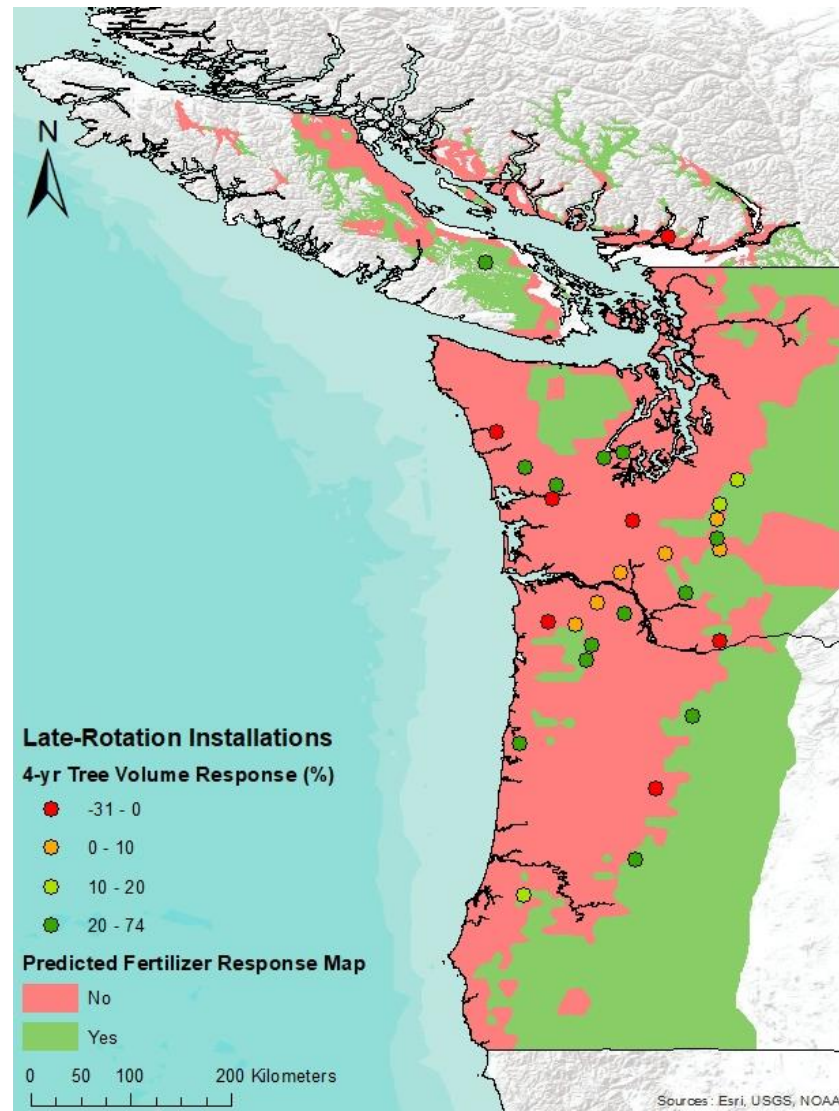 N
Late-Rotation Installations
4-yr Tree Volume Response (%)
-31 - 0
0 - 10
10 - 20
20 - 74
Predicted Fertilizer Response Map
No
Yes
0 50 100 200 Kilometers
Sources: Esri, USGS, NOAA